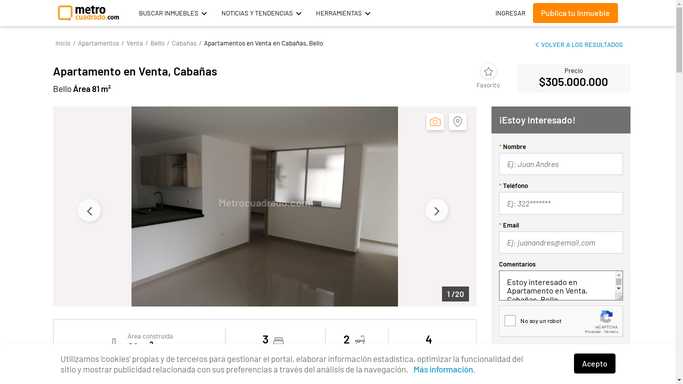 metro
cuadrado.com
BUSCAR INMUEBLES
NOTICIAS Y TENDENCIAS
HERRAMIENTAS
INGRESAR
Publica tu Inmueble
Inicio / Apartamentos / Venta / Bello / Cabañas / Apartamentos en Venta en Cabañas, Bello
VOLVER A LOS RESULTADOS
Apartamento en Venta, Cabañas
Bello Área 81 m²
Favorito
Precio
$305.000.000
Metrocuadrado.com
1 / 20
¡Estoy Interesado!
* Nombre
Ej: Juan Andres
* Teléfono
Ej: 322*******
* Email
Ej: juanandres@email.com
Comentarios
Estoy interesado en
Apartamento en Venta,
Cabañas, Bello
No soy un robot
reCAPTCHA
Privacidad - Términos
Área construida
3
2
4
Utilizamos 'cookies' propias y de terceros para gestionar el portal, elaborar información estadística, optimizar la funcionalidad del
sitio y mostrar publicidad relacionada con sus preferencias a través del análisis de la navegación. Más información.
Acepto